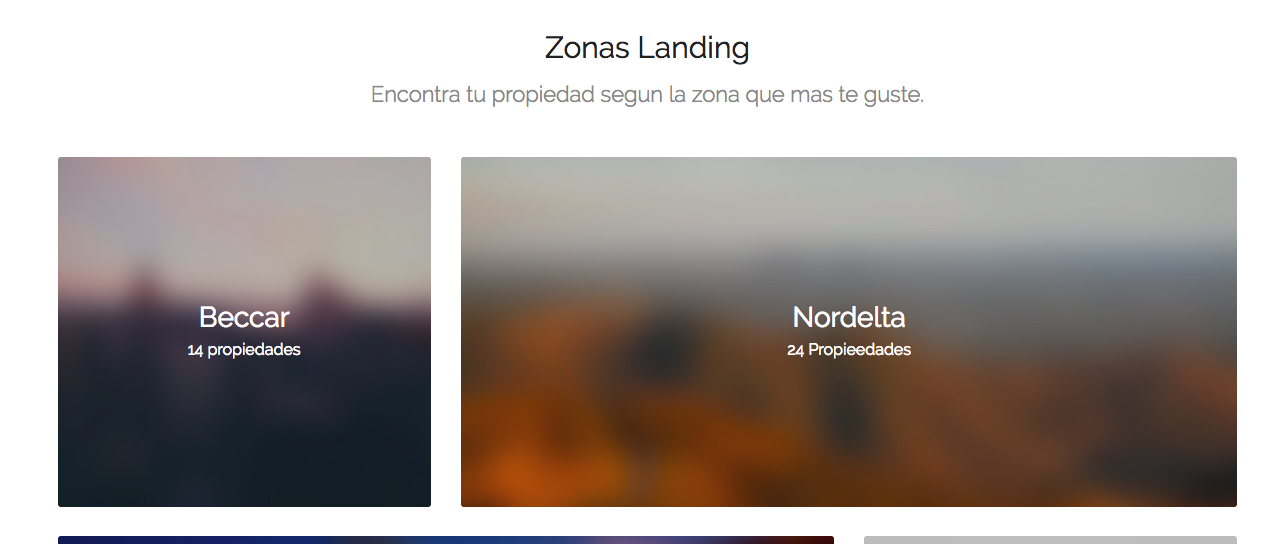 Zonas Landing
Encontra tu propiedad segun la zona que mas te guste.
Beccar
14 propiedades
Nordelta
24 Propieedades